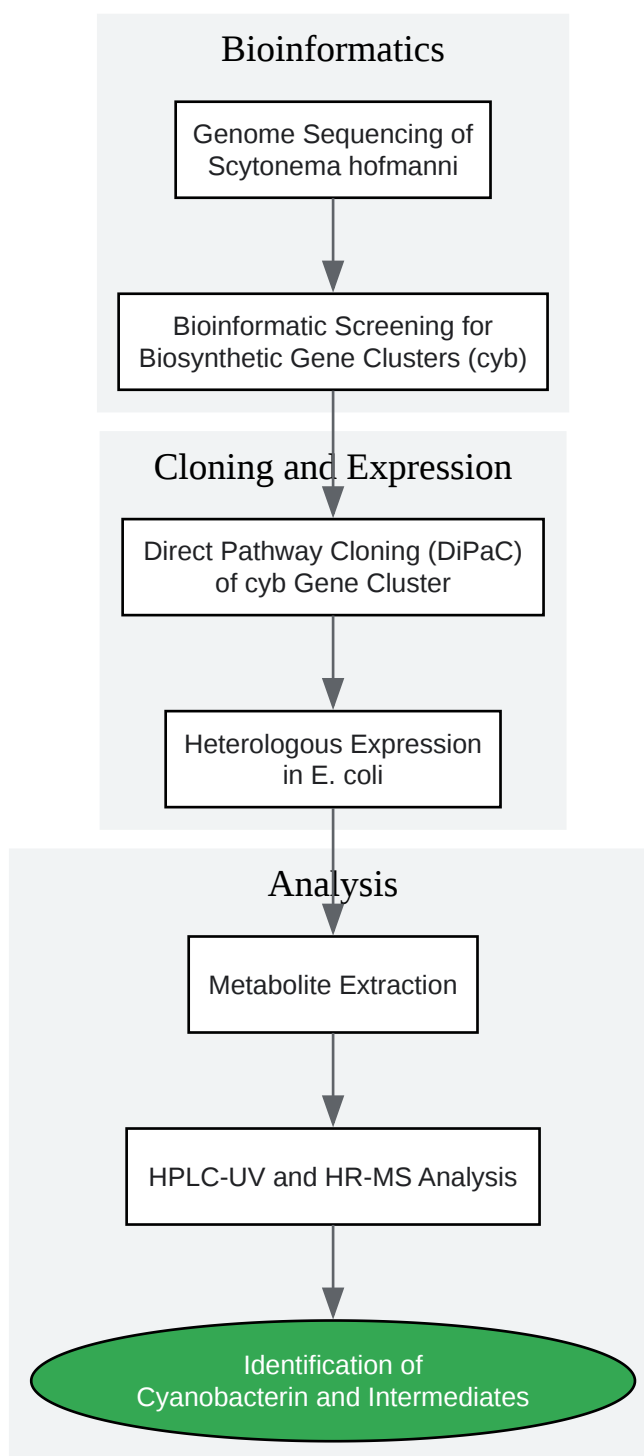 Bioinformatics
Genome Sequencing of
Scytonema hofmanni
Bioinformatic Screening for
Biosynthetic Gene Clusters (cyb)
Cloning and Expression
Direct Pathway Cloning (DiPaC)
of cyb Gene Cluster
Heterologous Expression
in E. coli
Analysis
Metabolite Extraction
HPLC-UV and HR-MS Analysis
Identification of
Cyanobacterin and Intermediates